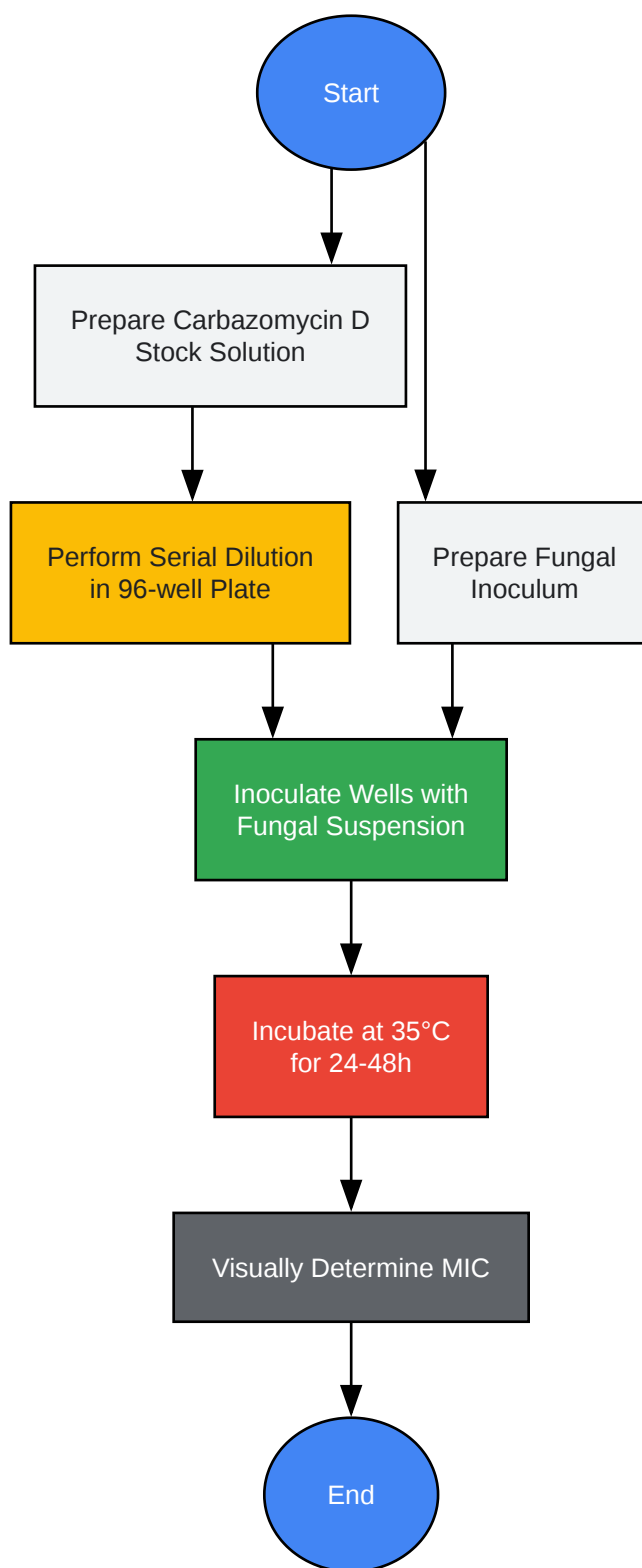 Start
Prepare Carbazomycin D
Stock Solution
Perform Serial Dilution
in 96-well Plate
Prepare Fungal
Inoculum
Inoculate Wells with
Fungal Suspension
Incubate at 35°C
for 24-48h
Visually Determine MIC
End